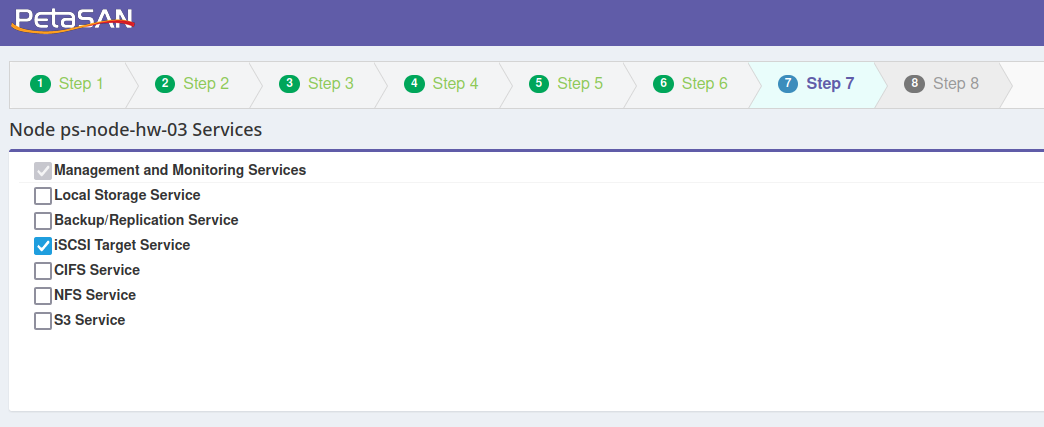 PetaSAN
1 Step 1 2 Step 2 3 Step 3 4 Step 4 5 Step 5 6 Step 6 7 Step 7 8 Step 8
Node ps-node-hw-03 Services
Management and Monitoring Services
Local Storage Service
Backup/Replication Service
iSCSI Target Service
CIFS Service
NFS Service
S3 Service